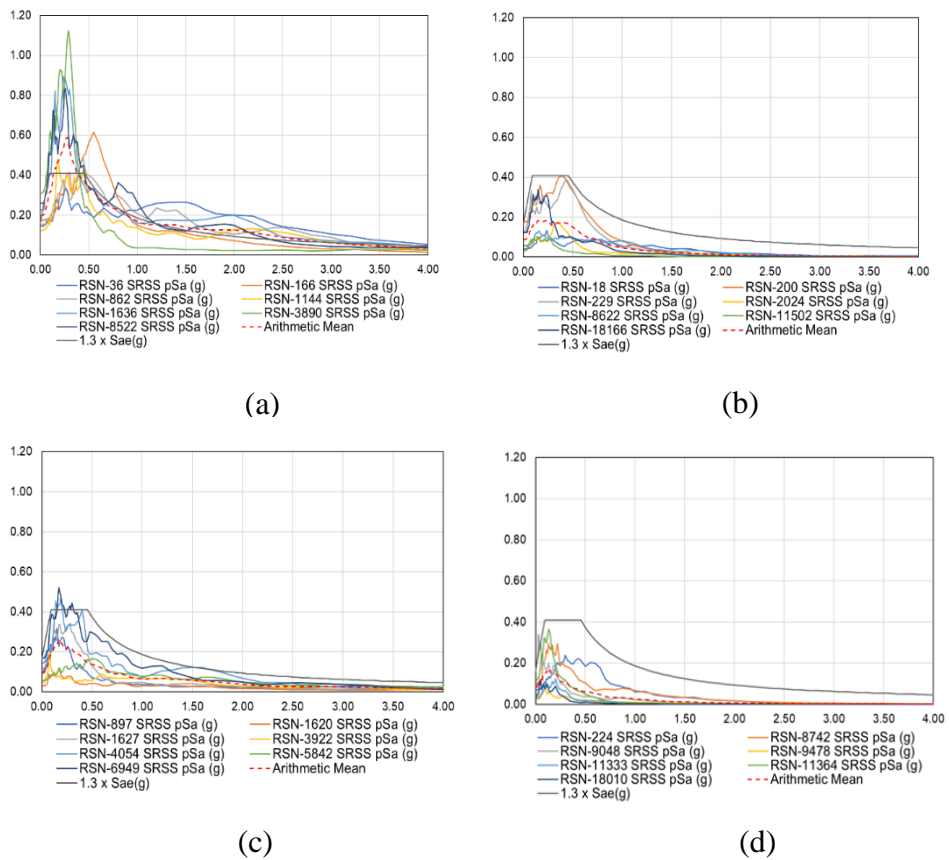 1.20
1.00
0.80
0.60
0.40
0.20
0.00
0.00 0.50 1.00 1.50 2.00 2.50 3.00 3.50 4.00
RSN-36 SRSS pSa (g) RSN-166 SRSS pSa (g)
RSN-862 SRSS pSa (g) RSN-1144 SRSS pSa (g)
RSN-1636 SRSS pSa (g) RSN-3890 SRSS pSa (g)
RSN-8522 SRSS pSa (g) Arithmetic Mean
1.3 x Sae(g)
(a)
1.20
1.00
0.80
0.60
0.40
0.20
0.00
0.00 0.50 1.00 1.50 2.00 2.50 3.00 3.50 4.00
RSN-18 SRSS pSa (g) RSN-200 SRSS pSa (g)
RSN-229 SRSS pSa (g) RSN-2024 SRSS pSa (g)
RSN-8622 SRSS pSa (g) RSN-11502 SRSS pSa (g)
RSN-18166 SRSS pSa (g) Arithmetic Mean
1.3 x Sae(g)
(b)
1.20
1.00
0.80
0.60
0.40
0.20
0.00
0.00 0.50 1.00 1.50 2.00 2.50 3.00 3.50 4.00
RSN-897 SRSS pSa (g) RSN-1620 SRSS pSa (g)
RSN-1627 SRSS pSa (g) RSN-3922 SRSS pSa (g)
RSN-4054 SRSS pSa (g) RSN-5842 SRSS pSa (g)
RSN-6949 SRSS pSa (g) Arithmetic Mean
1.3 x Sae(g)
(c)
1.20
1.00
0.80
0.60
0.40
0.20
0.00
0.00 0.50 1.00 1.50 2.00 2.50 3.00 3.50 4.00
RSN-224 SRSS pSa (g) RSN-8742 SRSS pSa (g)
RSN-9048 SRSS pSa (g) RSN-9478 SRSS pSa (g)
RSN-11333 SRSS pSa (g) RSN-11364 SRSS pSa (g)
RSN-18010 SRSS pSa (g) Arithmetic Mean
1.3 x Sae(g)
(d)